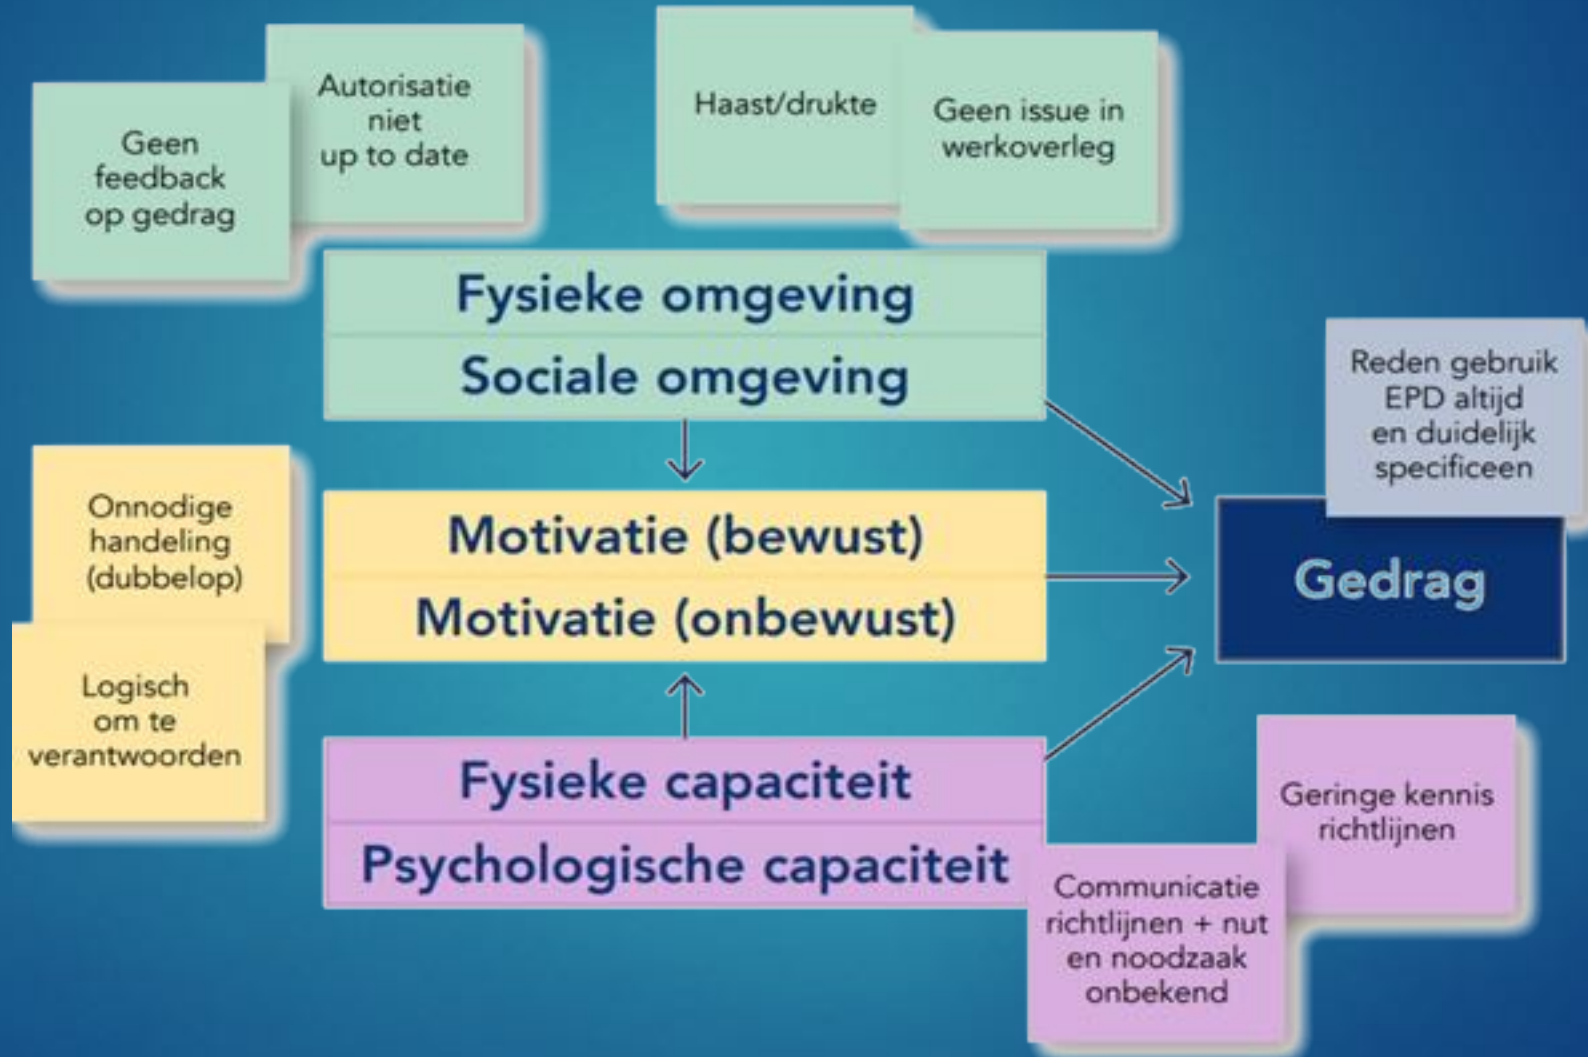 Geen
feedback
op gedrag
Autorisatie
niet
up to date
Haast/drukte
Geen issue in
werkoverleg
Fysieke omgeving
Sociale omgeving
Reden gebruik
EPD altijd
en duidelijk
specificeen
Onnodige
handeling
(dubbelop)
Logisch
om te
verantwoorden
Motivatie (bewust)
Motivatie (onbewust)
Gedrag
Fysieke capaciteit
Psychologische capaciteit
Geringe kennis
richtlijnen
Communicatie
richtlijnen + nut
en noodzaak
onbekend